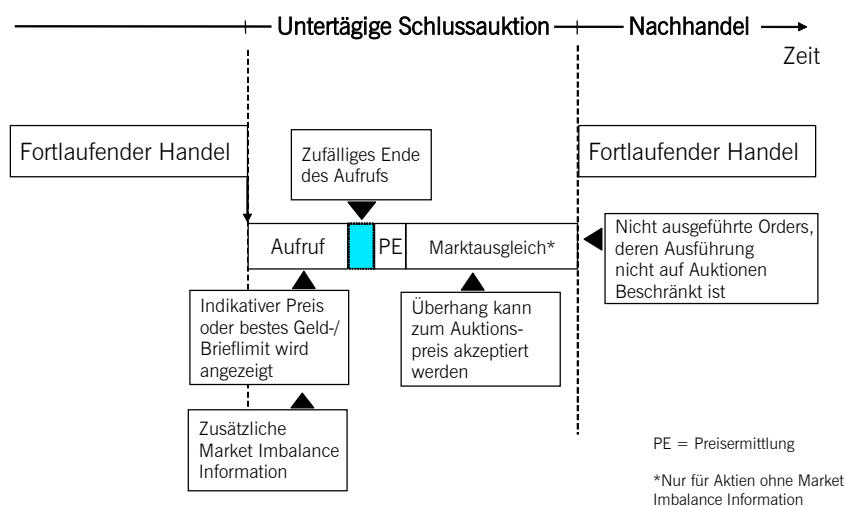 Untertägige Schlussauktion
Nachhandel
Zeit
Fortlaufender Handel
Zufälliges Ende
des Aufrufs
Fortlaufender Handel
Aufruf
PE
Marktausgleich*
Nicht ausgeführte Orders,
deren Ausführung
nicht auf Auktionen
Beschränkt ist
Indikativer Preis
oder bestes Geld-/
Brieflimit wird
angezeigt
Überhang kann
zum Auktions-
preis akzeptiert
werden
Zusätzliche
Market Imbalance
Information
PE = Preisermittlung
*Nur für Aktien ohne Market
Imbalance Information